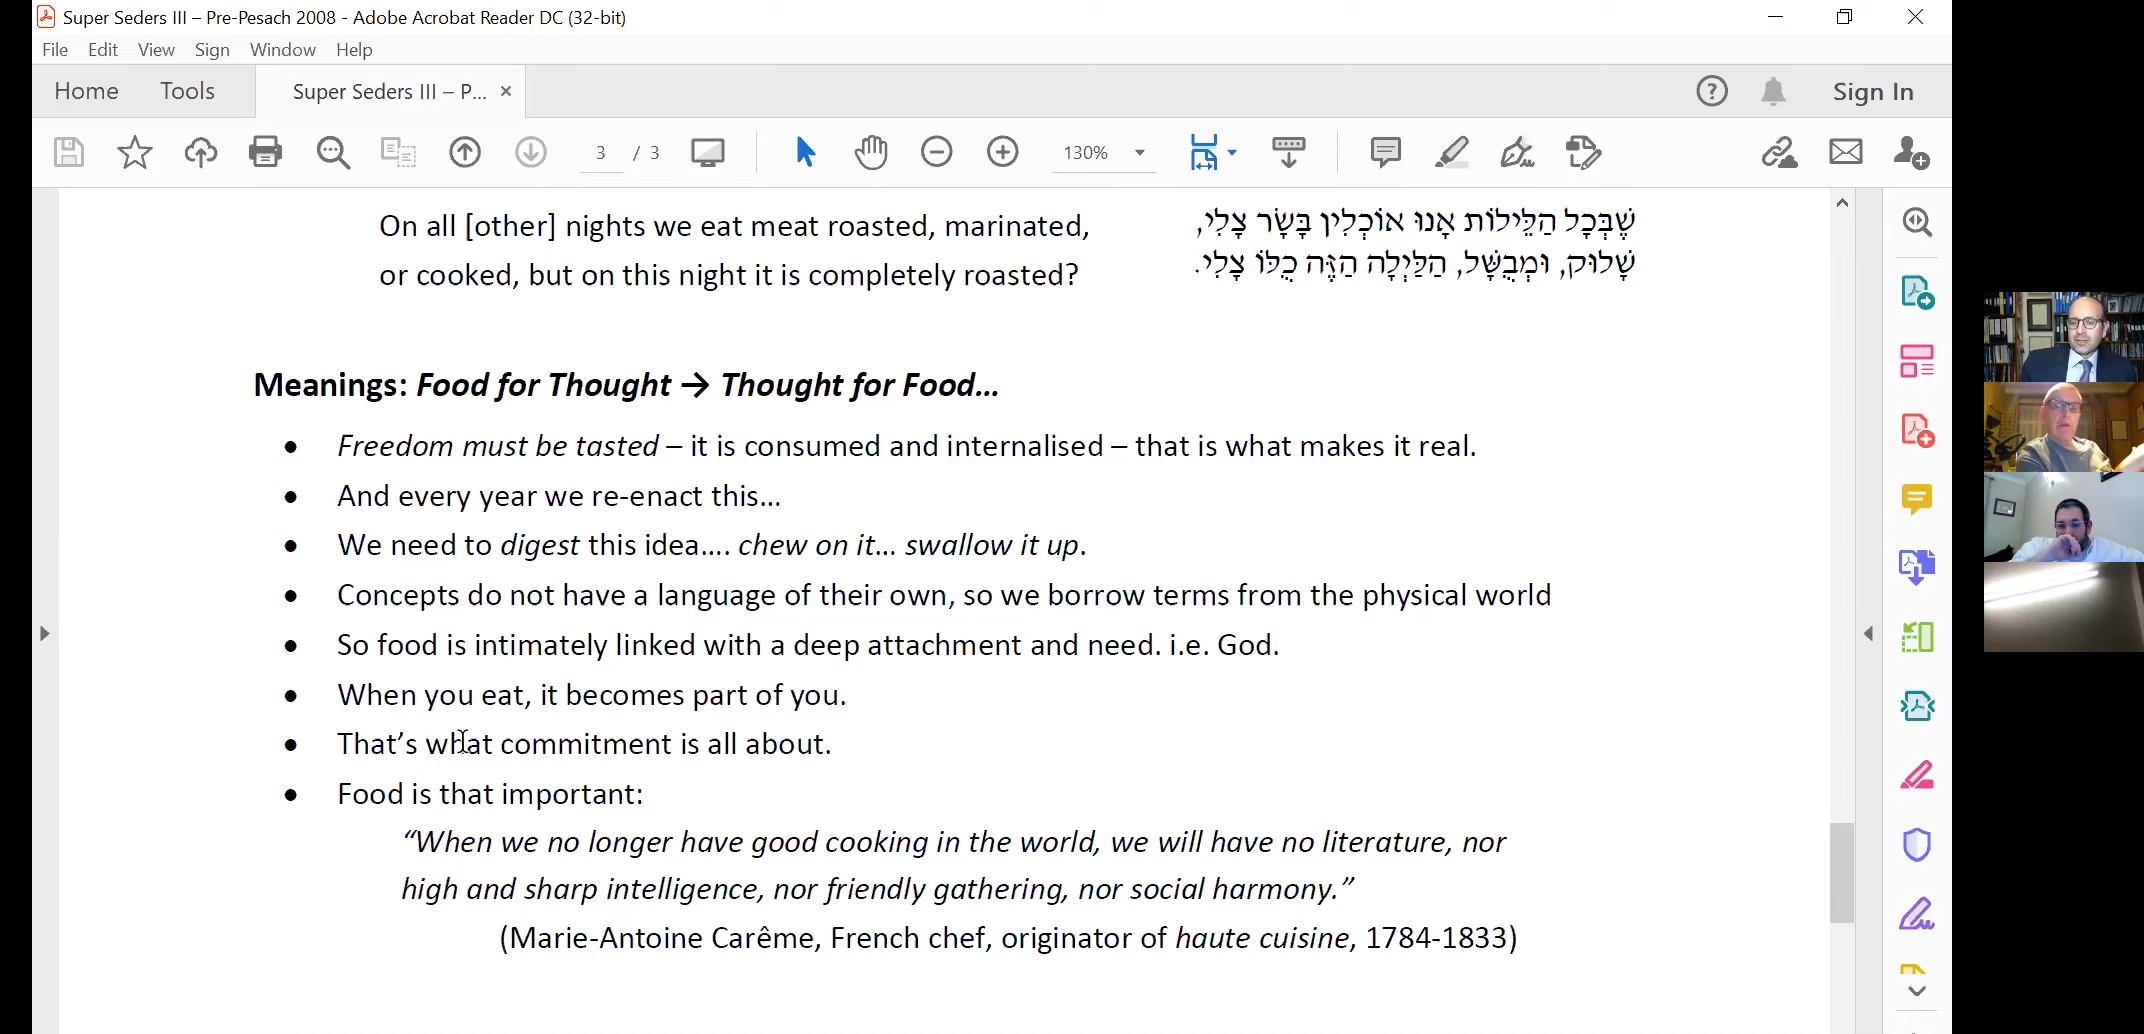 Super Seders III – Pre-Pesach 2008 - Adobe Acrobat Reader DC (32-bit)
File Edit View Sign Window Help
Home Tools Super Seders III – P... × Sign In
3 / 3 130%
On all [other] nights we eat meat roasted, marinated,
or cooked, but on this night it is completely roasted?
שֶׁבְּכָל הַלֵּילוֹת אָנוּ אוֹכְלִין בָּשָׂר צָלִי,
שָׁלוּק, וּמְבֻשָּׁל, הַלַּיְלָה הַזֶּה כֻלּוֹ צָלִי.
Meanings: Food for Thought → Thought for Food...
• Freedom must be tasted – it is consumed and internalised – that is what makes it real.
• And every year we re-enact this...
• We need to digest this idea.... chew on it... swallow it up.
• Concepts do not have a language of their own, so we borrow terms from the physical world
• So food is intimately linked with a deep attachment and need. i.e. God.
• When you eat, it becomes part of you.
• That’s what commitment is all about.
• Food is that important:
“When we no longer have good cooking in the world, we will have no literature, nor
high and sharp intelligence, nor friendly gathering, nor social harmony.”
(Marie-Antoine Carême, French chef, originator of haute cuisine, 1784-1833)